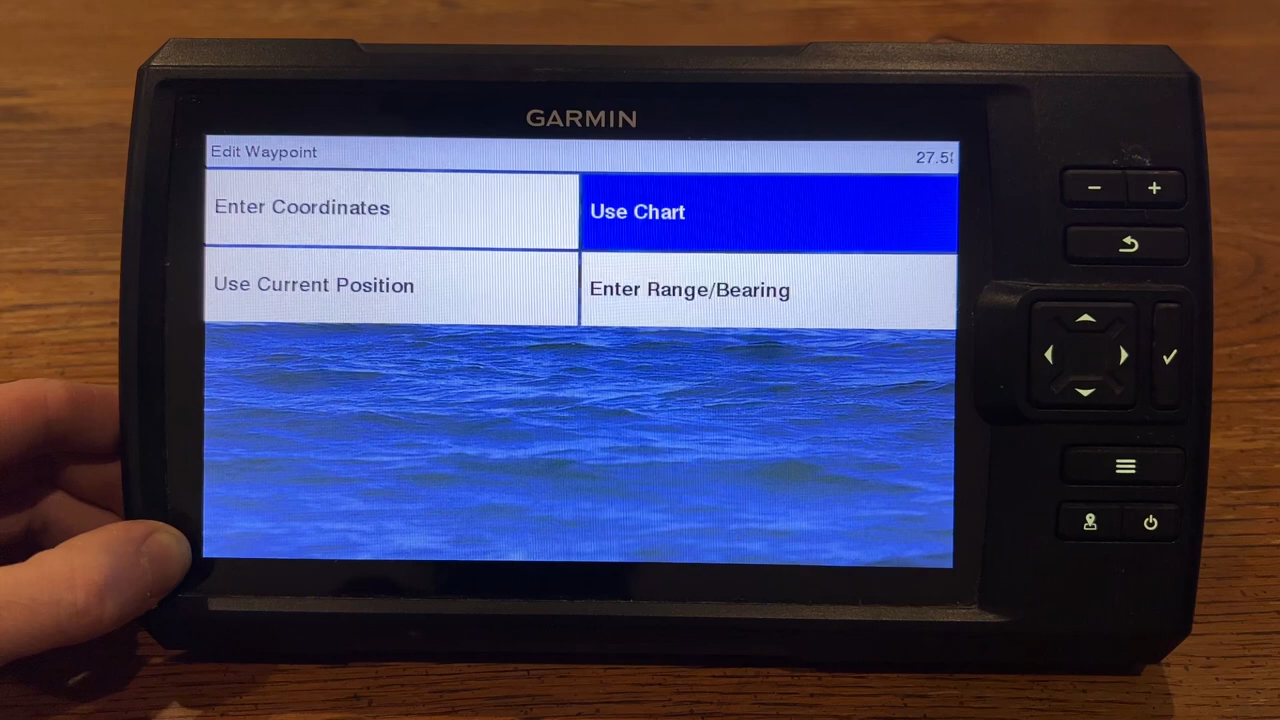 GARMIN
Edit Waypoint
Enter Coordinates
Use Chart
Use Current Position
Enter Range/Bearing